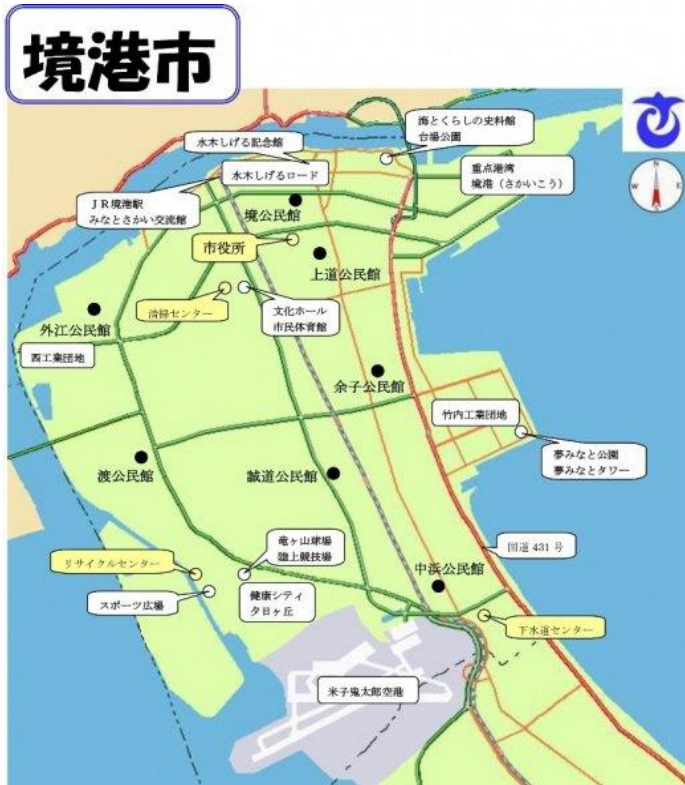 境港市
海とくらしの史料館
台場公園
水木しげる記念館
水木しげるロード
重点港湾
境港（さかいこう）
N
W
E
S
ＪＲ境港駅
みなとさかい交流館
境公民館
市役所
上道公民館
清掃センター
文化ホール
市民体育館
外江公民館
西工業団地
余子公民館
竹内工業団地
夢みなと公園
夢みなとタワー
渡公民館
誠道公民館
竜ヶ山球場
陸上競技場
国道 431 号
リサイクルセンター
中浜公民館
スポーツ広場
健康シティ
夕日ヶ丘
下水道センター
米子鬼太郎空港